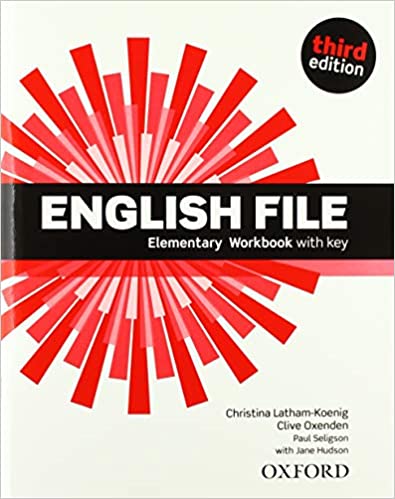 third
edition
ENGLISH FILE
Elementary Workbook with key
Christina Latham-Koenig
Clive Oxenden
Paul Seligson
with Jane Hudson
OXFORD